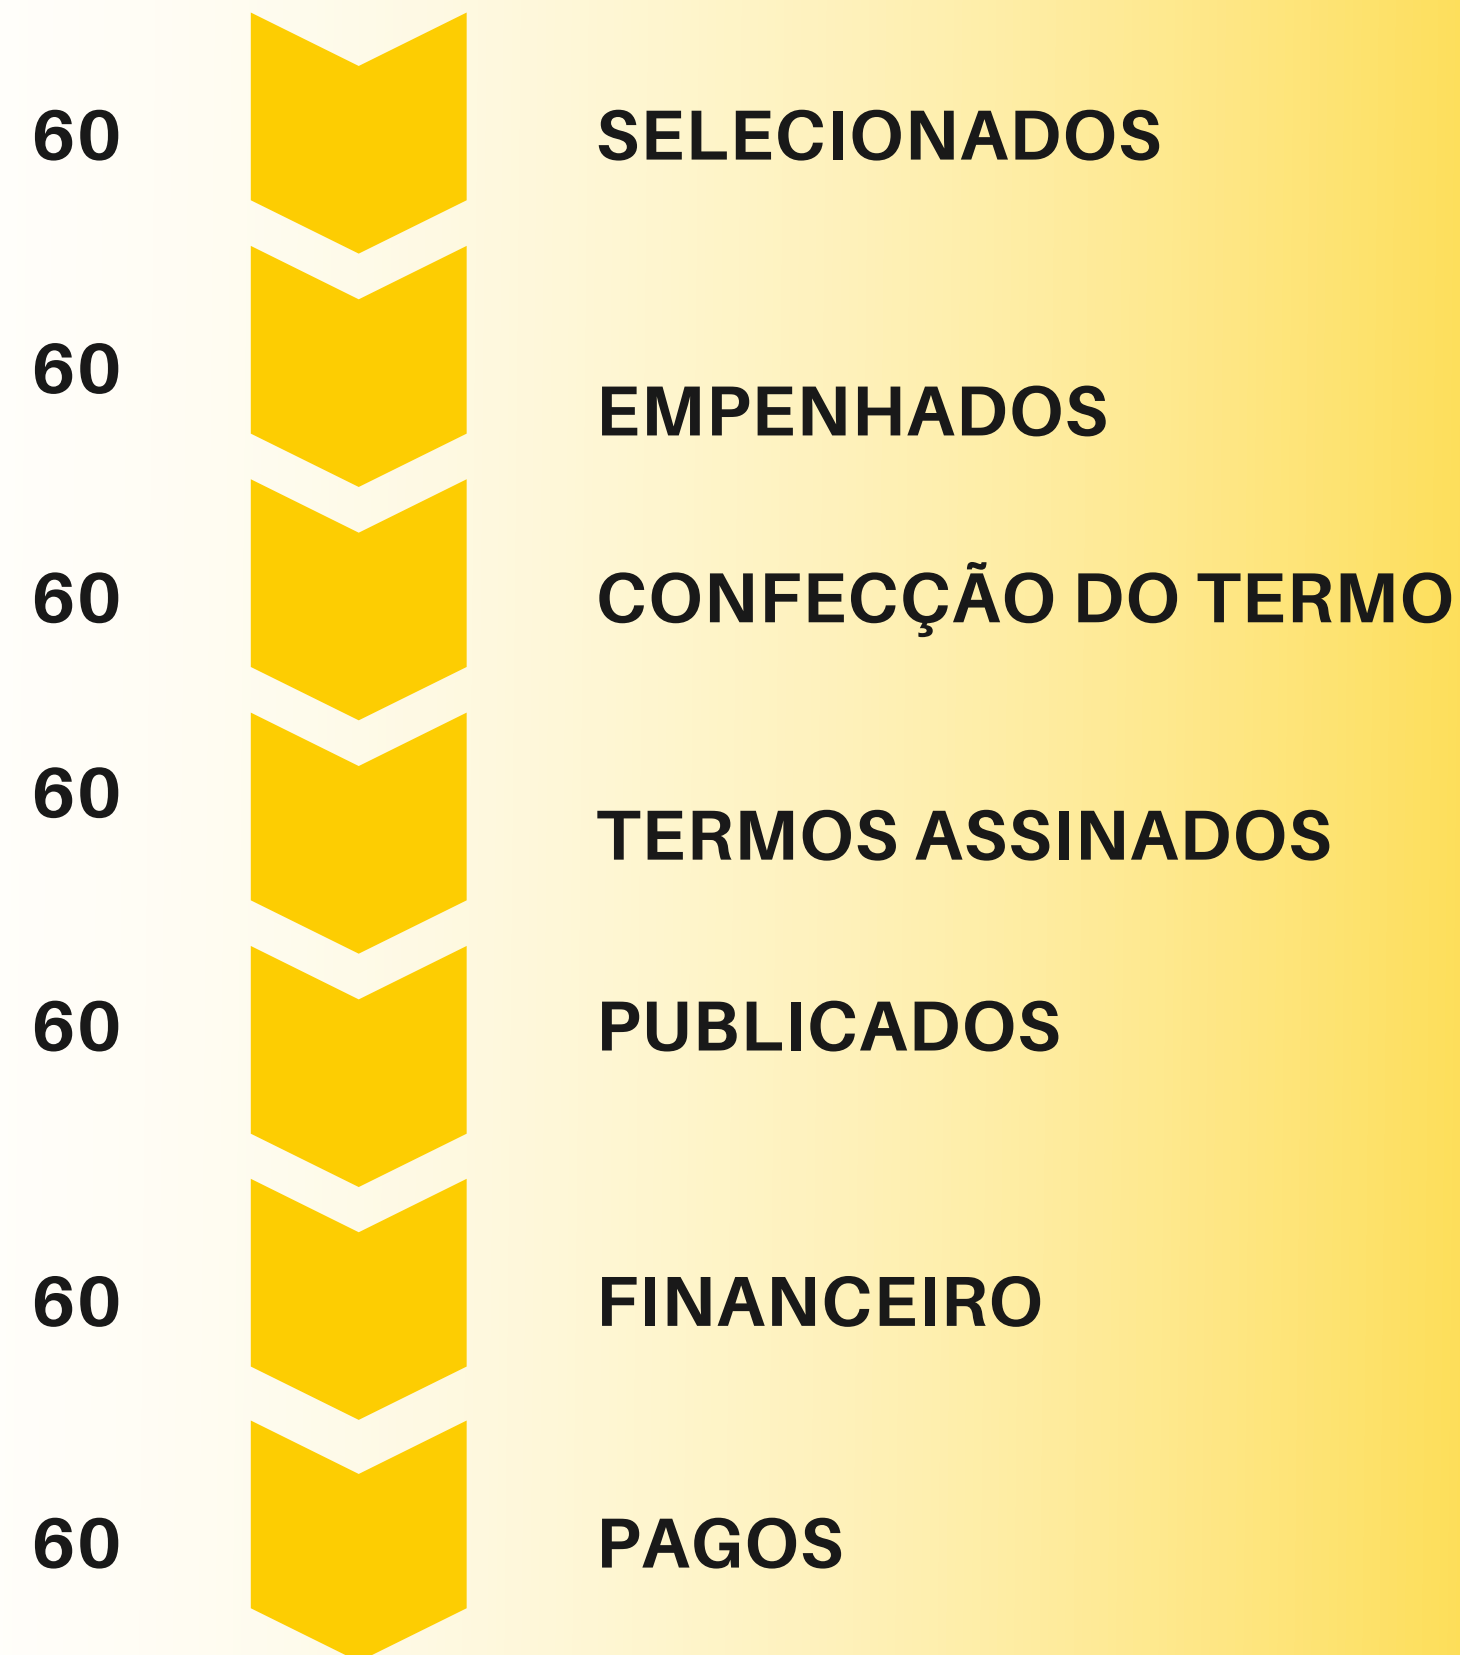 60 SELECIONADOS
60 EMPENHADOS
60 CONFECÇÃO DO TERMO
60 TERMOS ASSINADOS
60 PUBLICADOS
60 FINANCEIRO
60 PAGOS